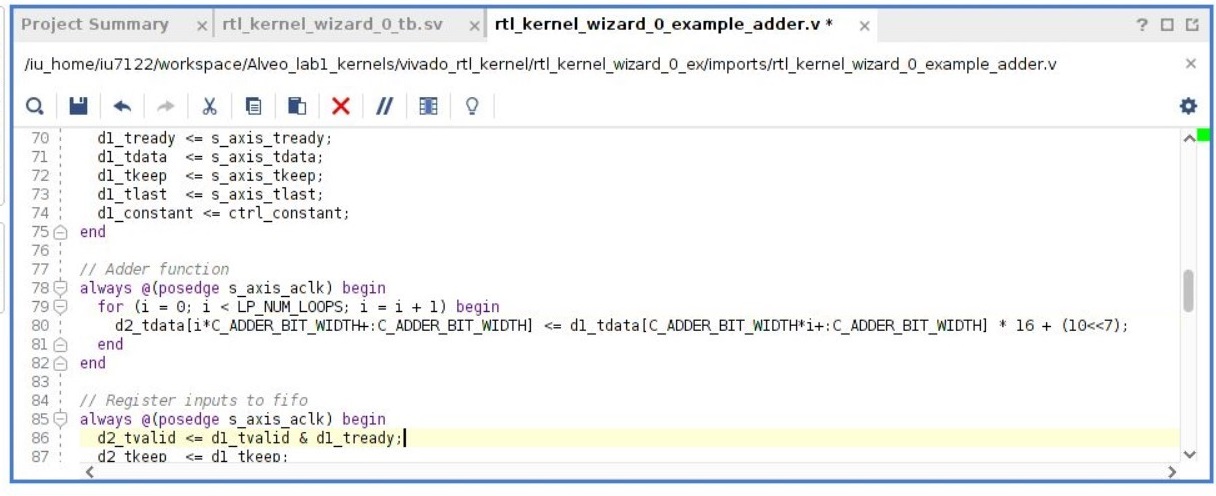 Project Summary × rtl_kernel_wizard_0_tb.sv × rtl_kernel_wizard_0_example_adder.v * × ?
/iu_home/iu7122/workspace/Alveo_lab1_kernels/vivado_rtl_kernel/rtl_kernel_wizard_0_ex/imports/rtl_kernel_wizard_0_example_adder.v ×
//
70 d1_tready <= s_axis_tready;
71 d1_tdata <= s_axis_tdata;
72 d1_tkeep <= s_axis_tkeep;
73 d1_tlast <= s_axis_tlast;
74 d1_constant <= ctrl_constant;
75 end
76
77 // Adder function
78 always @(posedge s_axis_aclk) begin
79 for (i = 0; i < LP_NUM_LOOPS; i = i + 1) begin
80 d2_tdata[i*C_ADDER_BIT_WIDTH+:C_ADDER_BIT_WIDTH] <= d1_tdata[C_ADDER_BIT_WIDTH*i+:C_ADDER_BIT_WIDTH] * 16 + (10<<7);
81 end
82 end
83
84 // Register inputs to fifo
85 always @(posedge s_axis_aclk) begin
86 d2_tvalid <= d1_tvalid & d1_tready;
87 d2_tkeep <= d1_tkeep;